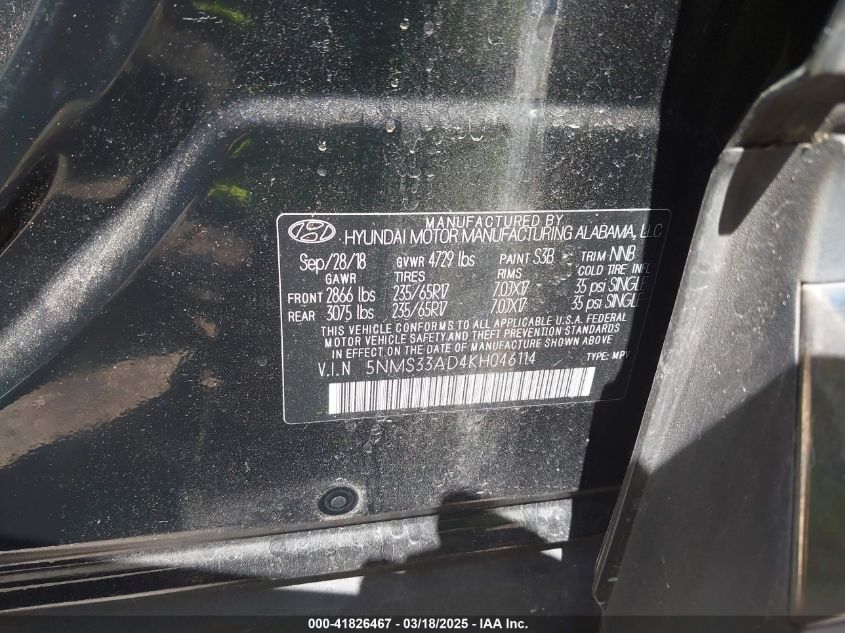 MANUFACTURED BY
HYUNDAI MOTOR MANUFACTURING ALABAMA, LLC
Sep/28/18 GVWR 4729 lbs PAINT S3B TRIM NNB
GAWR TIRES RIMS COLD TIRE INFL
FRONT 2866 lbs 235/65R17 7.0JX17 35 psi SINGLE
REAR 3075 lbs 235/65R17 7.0JX17 35 psi SINGLE
THIS VEHICLE CONFORMS TO ALL APPLICABLE U.S.A. FEDERAL
MOTOR VEHICLE SAFETY AND THEFT PREVENTION STANDARDS
IN EFFECT ON THE DATE OF MANUFACTURE SHOWN ABOVE
V.I.N 5NMS33AD4KH046114 TYPE: MPV
000-41826467 - 03/18/2025 - IAA Inc.